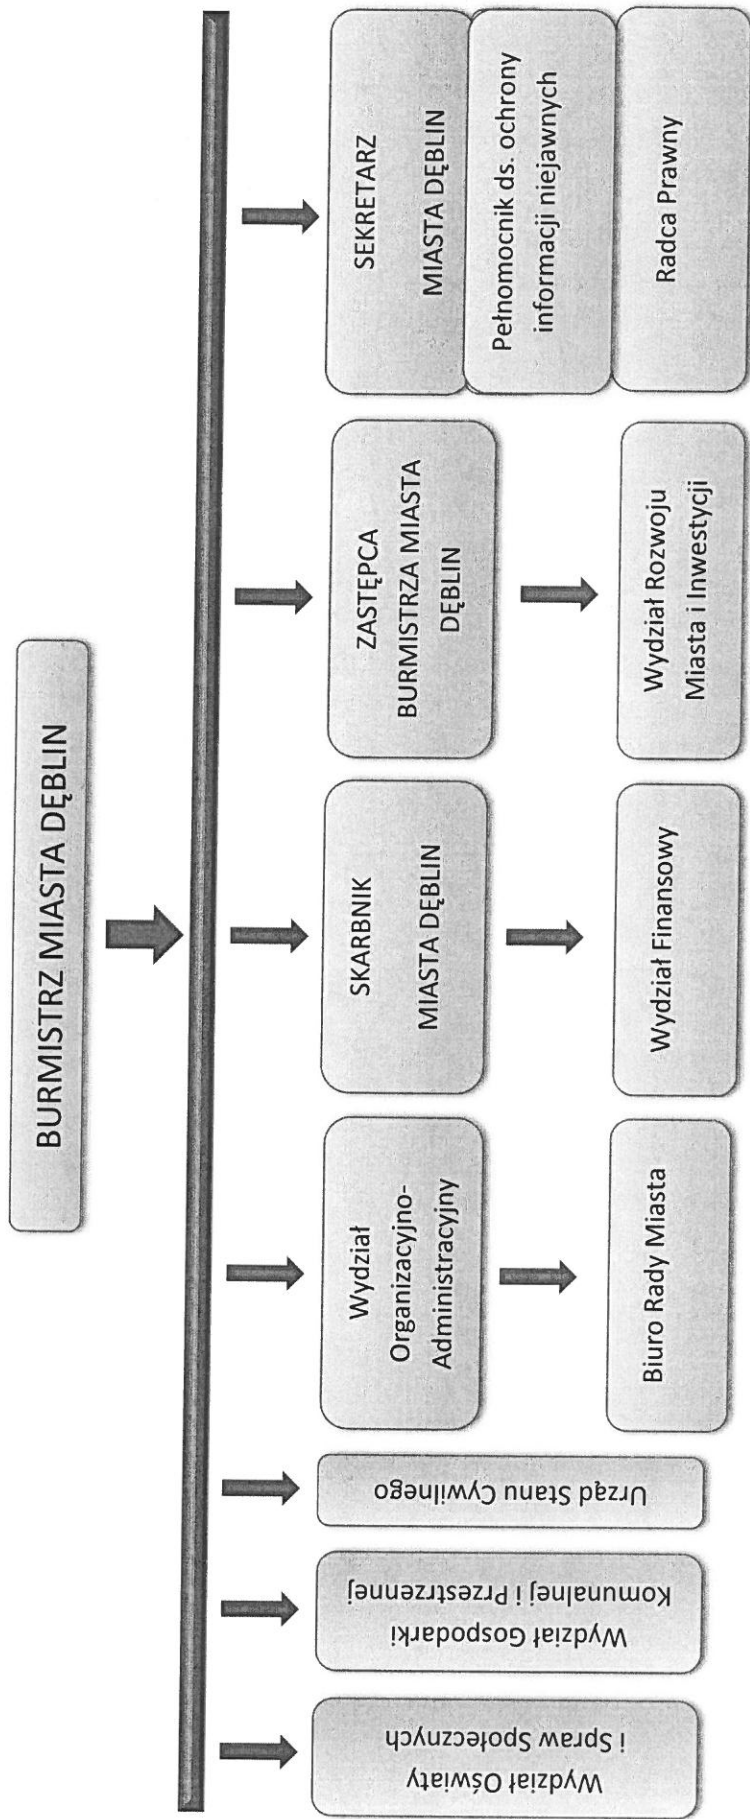 BURMISTRZ MIASTA DĘBLIN
Wydział Oświaty
i Spraw Społecznych
Wydział Gospodarki
Komunalnej i Przestrzennej
Urząd Stanu Cywilnego
Wydział
Organizacyjno-
Administracyjny
Biuro Rady Miasta
SKARBNIK
MIASTA DĘBLIN
Wydział Finansowy
ZASTĘPCA
BURMISTRZA MIASTA
DĘBLIN
Wydział Rozwoju
Miasta i Inwestycji
SEKRETARZ
MIASTA DĘBLIN
Pełnomocnik ds. ochrony
informacji niejawnych
Radca Prawny